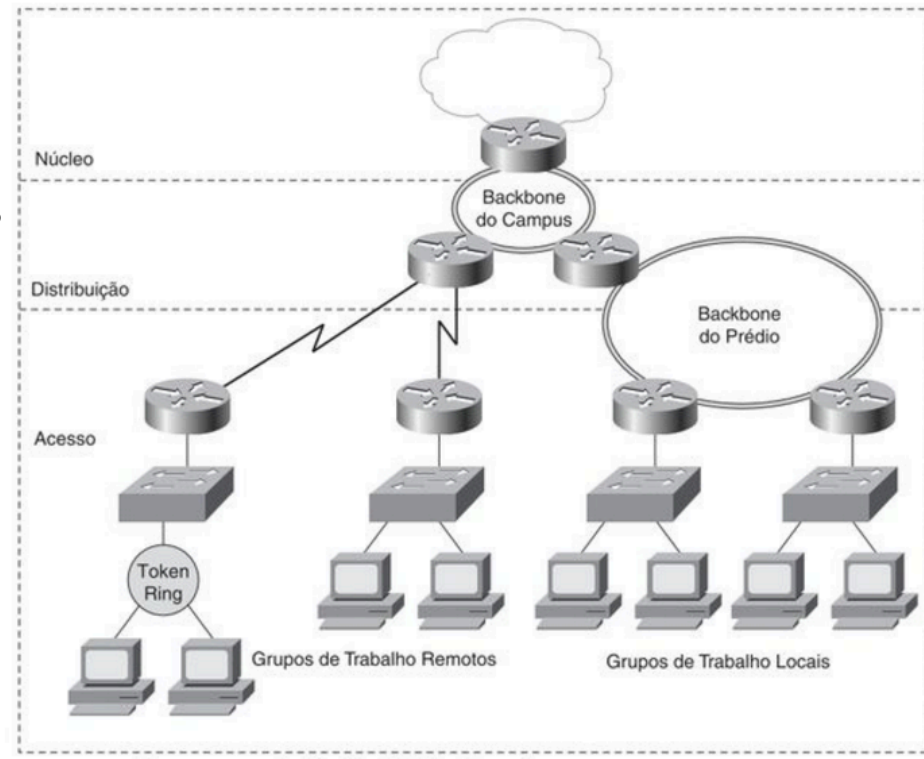 Núcleo
Backbone
do Campus
Distribuição
Backbone
do Prédio
Acesso
Token
Ring
Grupos de Trabalho Remotos
Grupos de Trabalho Locais